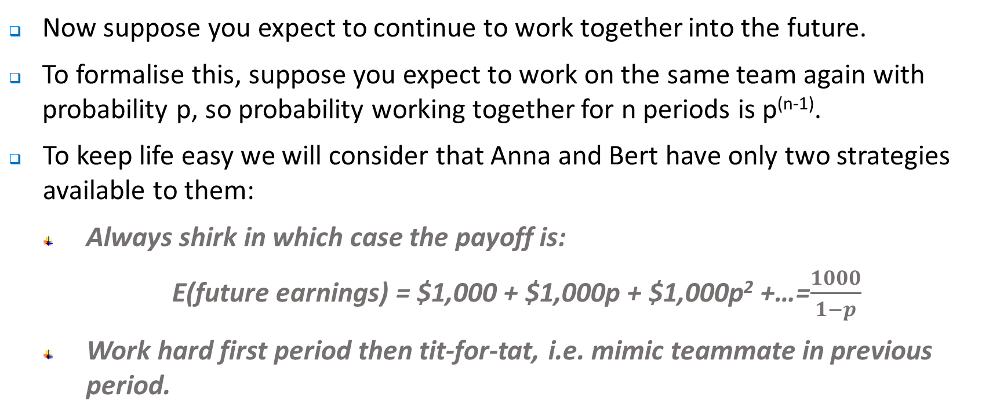 Now suppose you expect to continue to work together into the future.
To formalise this, suppose you expect to work on the same team again with
probability p, so probability working together for n periods is p⁽ⁿ⁻¹⁾.
To keep life easy we will consider that Anna and Bert have only two strategies
available to them:
Always shirk in which case the payoff is:
E(future earnings) = $1,000 + $1,000p + $1,000p² +...= 1000/(1−p)
Work hard first period then tit-for-tat, i.e. mimic teammate in previous
period.